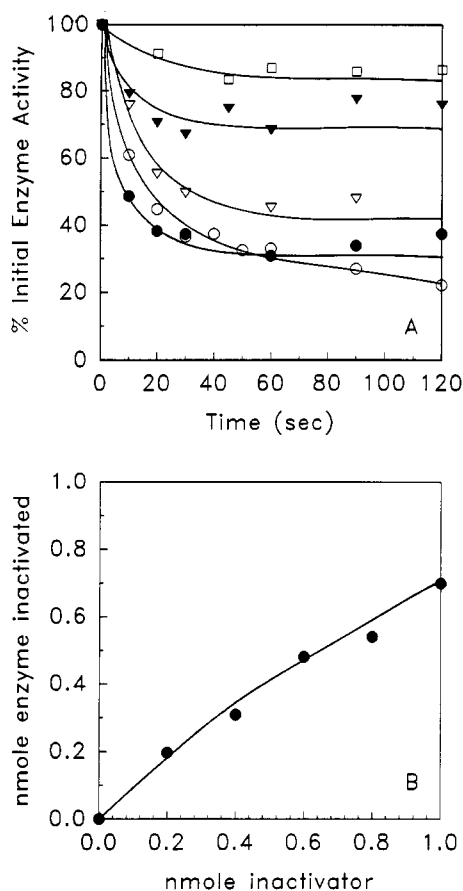 % Initial Enzyme Activity
100
80
60
40
20
0
A
0 20 40 60 80 100 120
Time (sec)
nmole enzyme inactivated
1.0
0.8
0.6
0.4
0.2
0.0
B
0.0 0.2 0.4 0.6 0.8 1.0
nmole inactivator